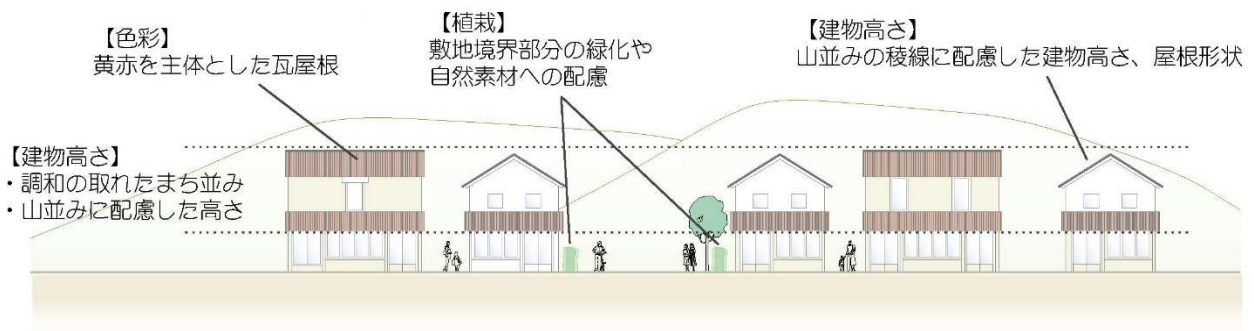 【色彩】
黄赤を主体とした瓦屋根
【植栽】
敷地境界部分の緑化や
自然素材への配慮
【建物高さ】
山並みの稜線に配慮した建物高さ、屋根形状
【建物高さ】
・調和の取れたまち並み
・山並みに配慮した高さ